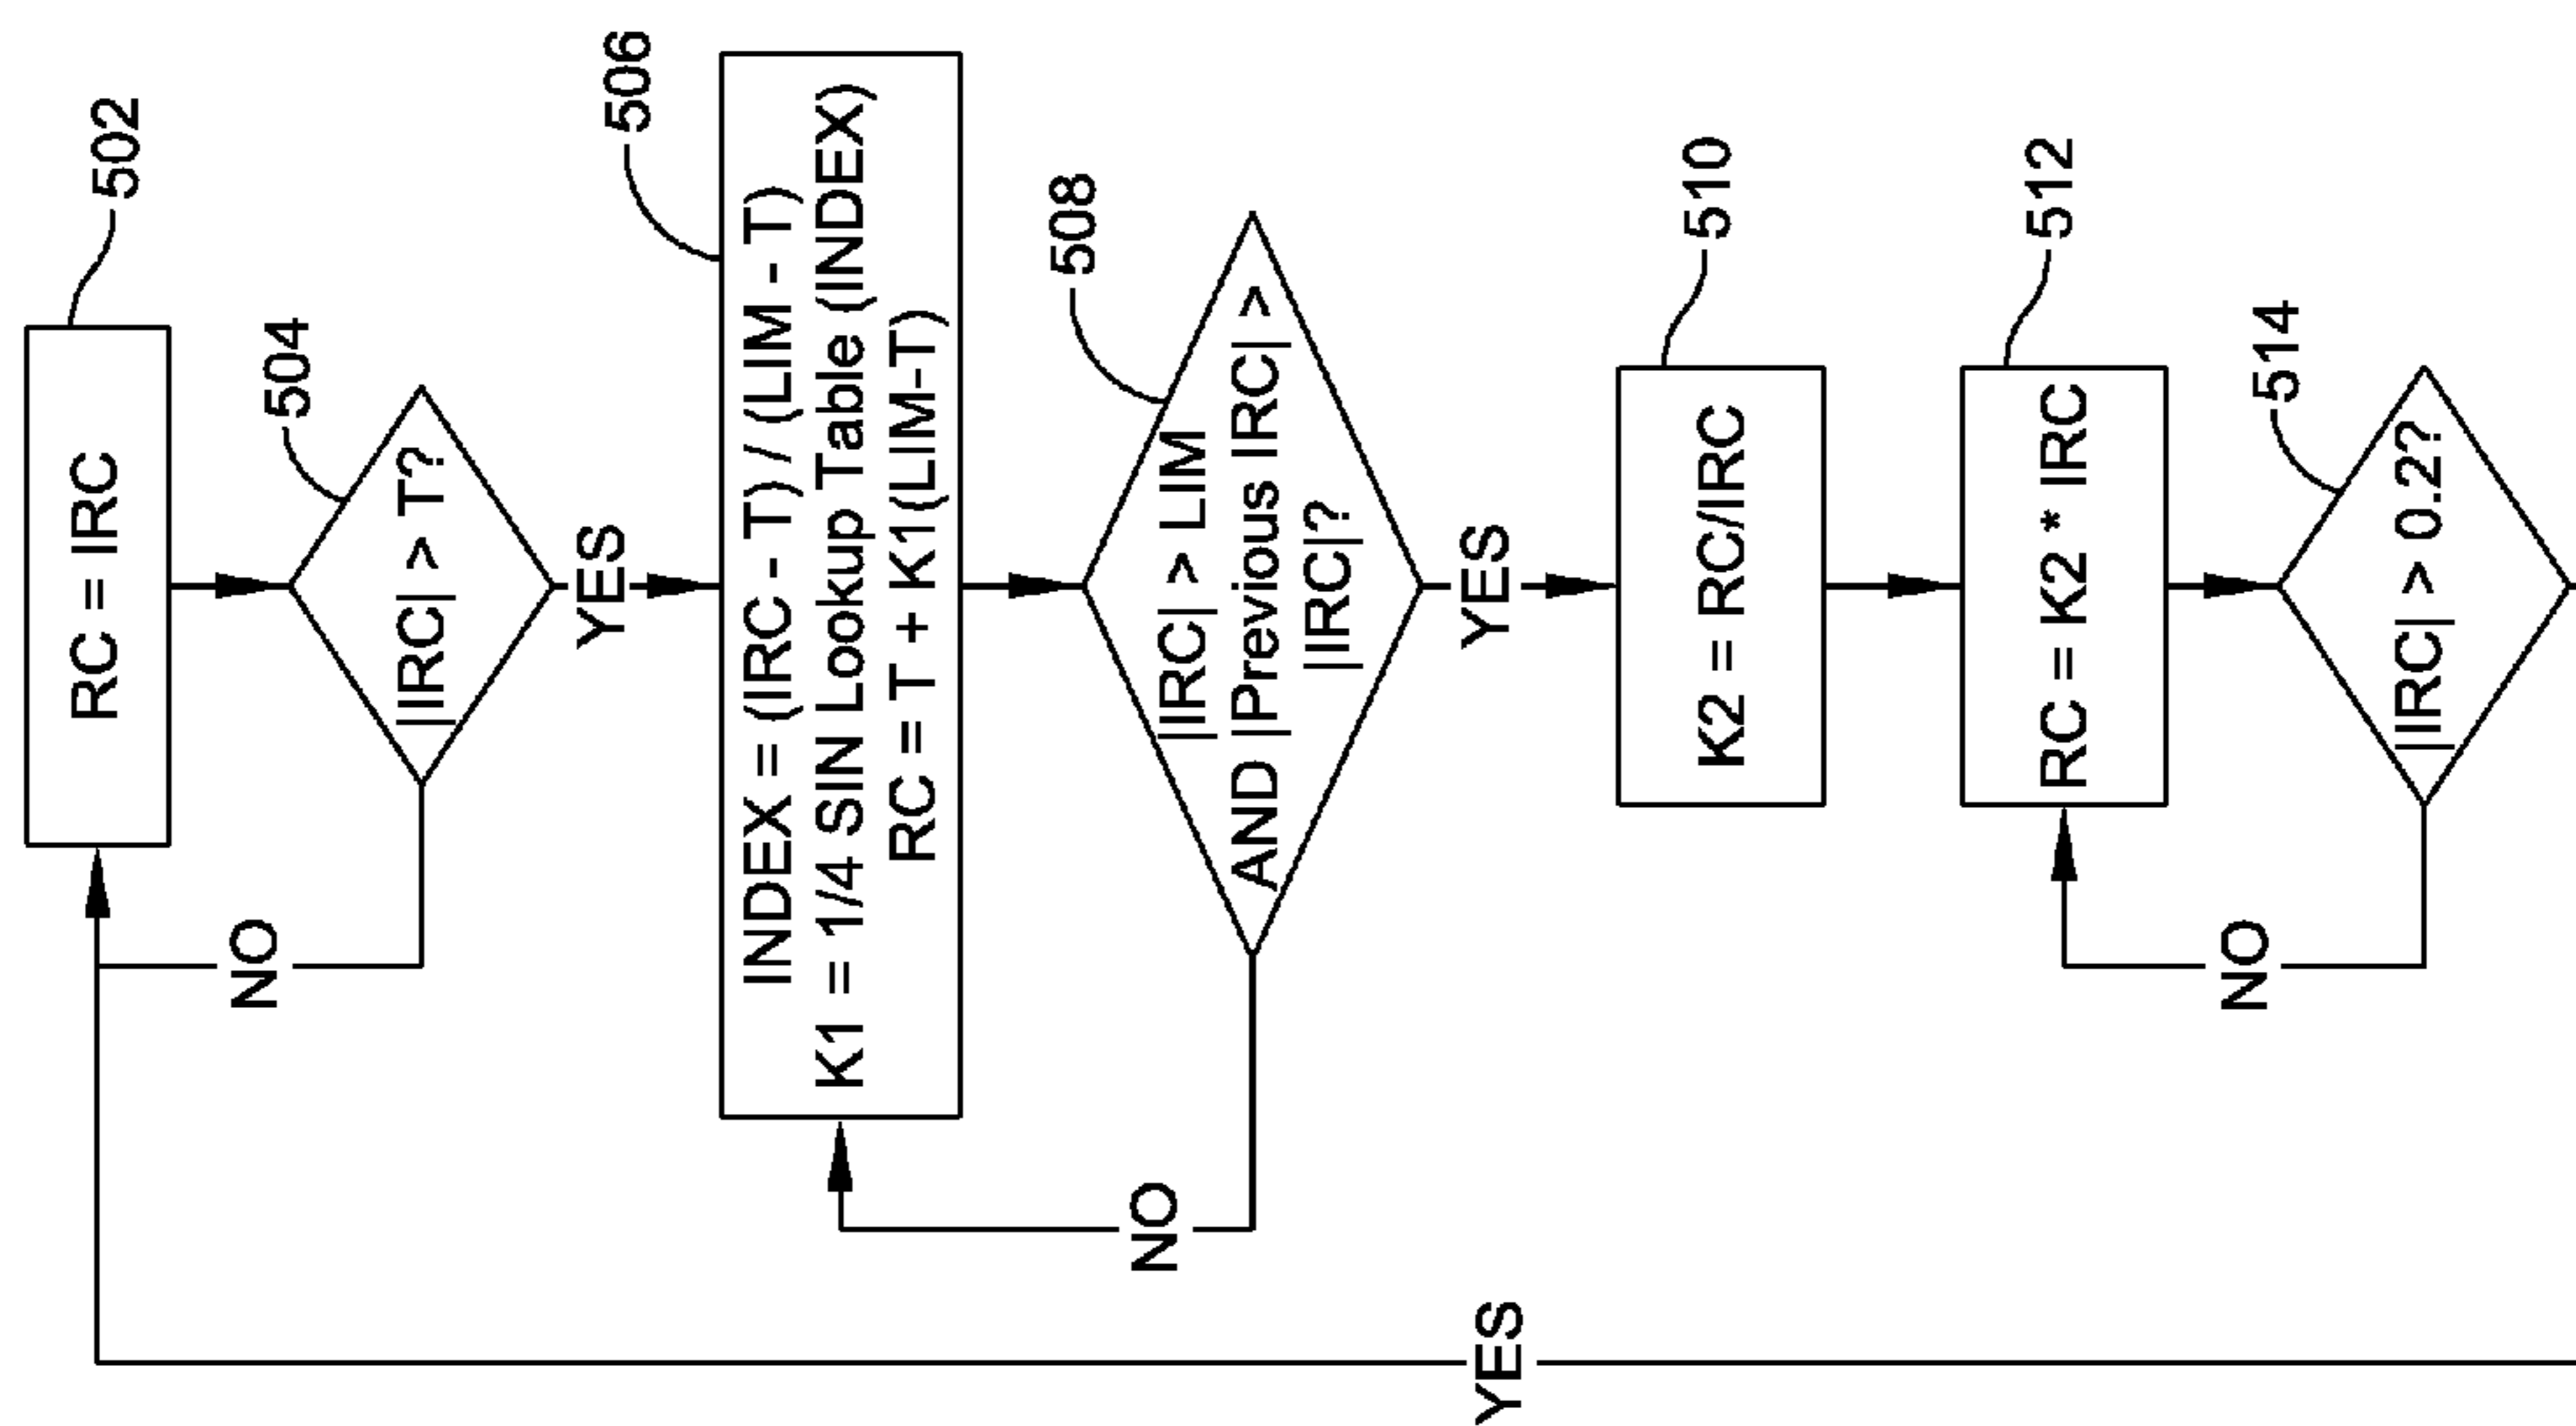 502
RC = IRC
504
|IRC| > T?
NO
YES
506
INDEX = (IRC - T) / (LIM - T)
K1 = 1/4 SIN Lookup Table (INDEX)
RC = T + K1(LIM-T)
508
|IRC| > LIM
AND |Previous IRC| >
|IRC|?
NO
YES
510
K2 = RC/IRC
512
RC = K2 * IRC
514
|IRC| > 0.2?
NO
YES